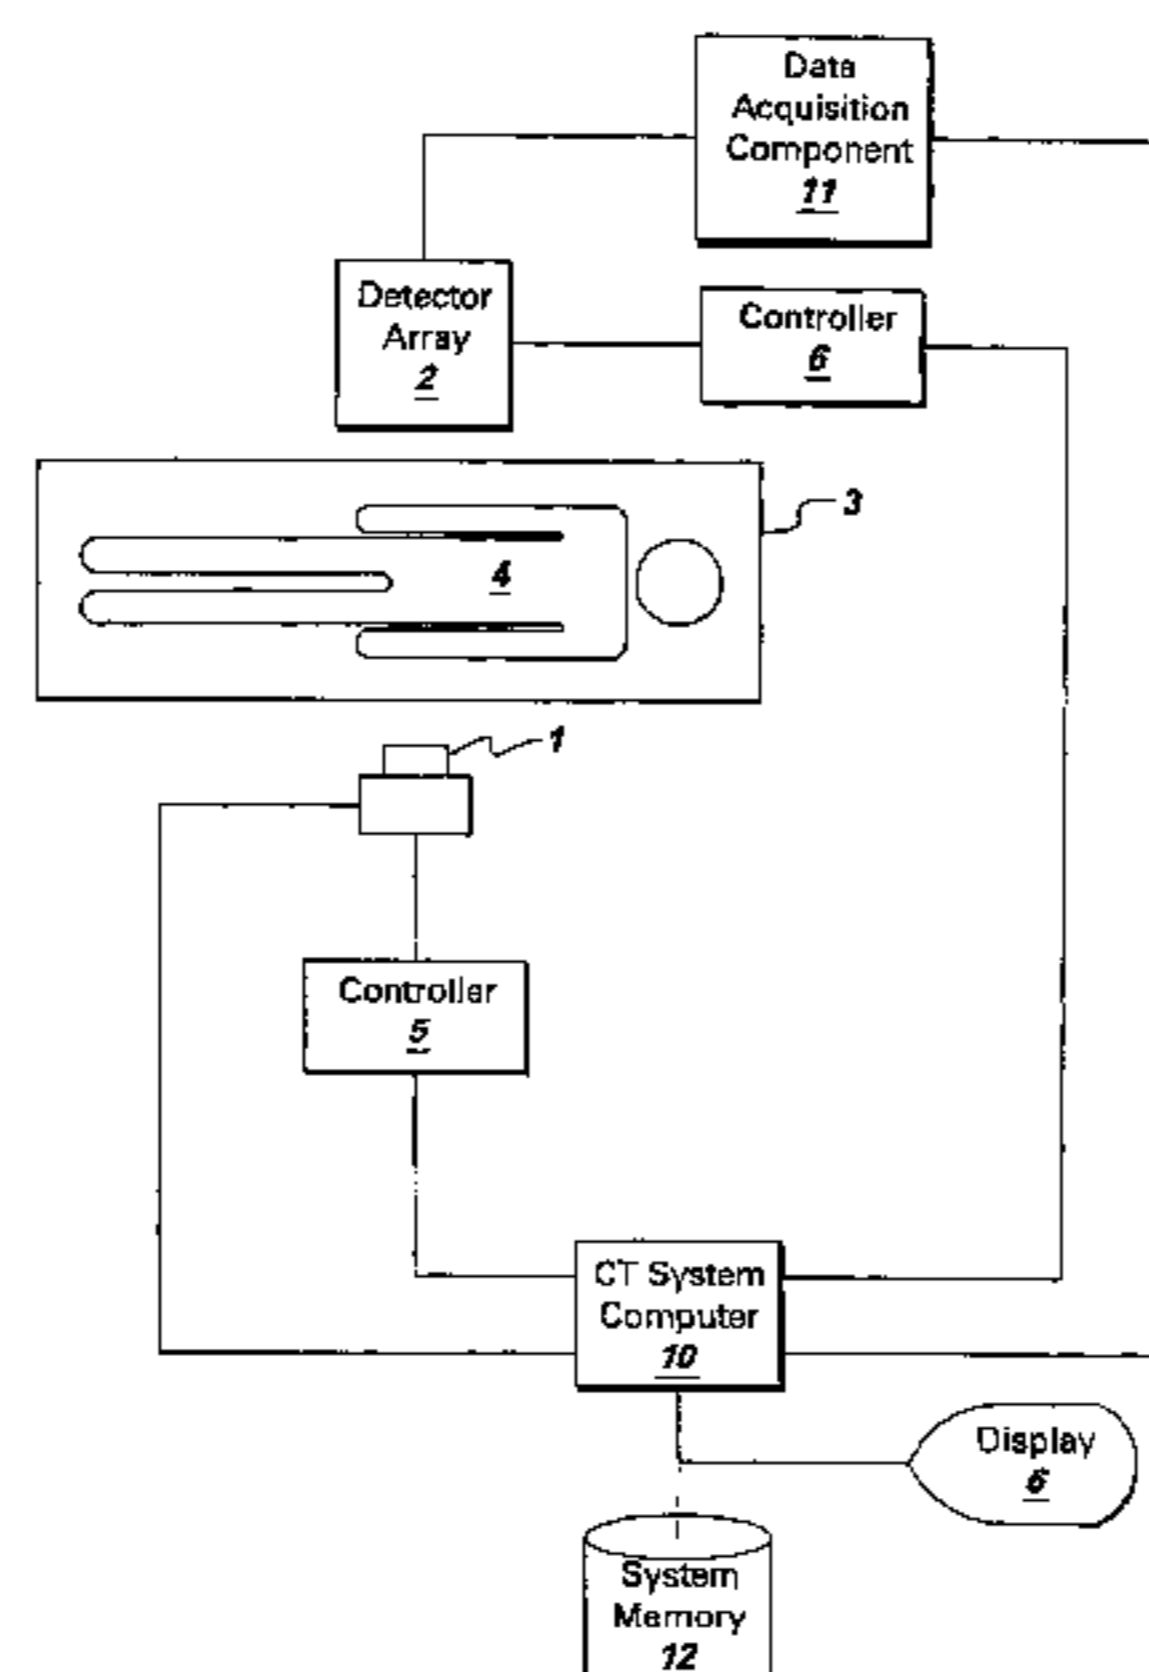 Data
Acquisition
Component
11
Detector
Array
2
Controller
6
3
4
1
Controller
5
CT System
Computer
10
Display
6
System
Memory
12